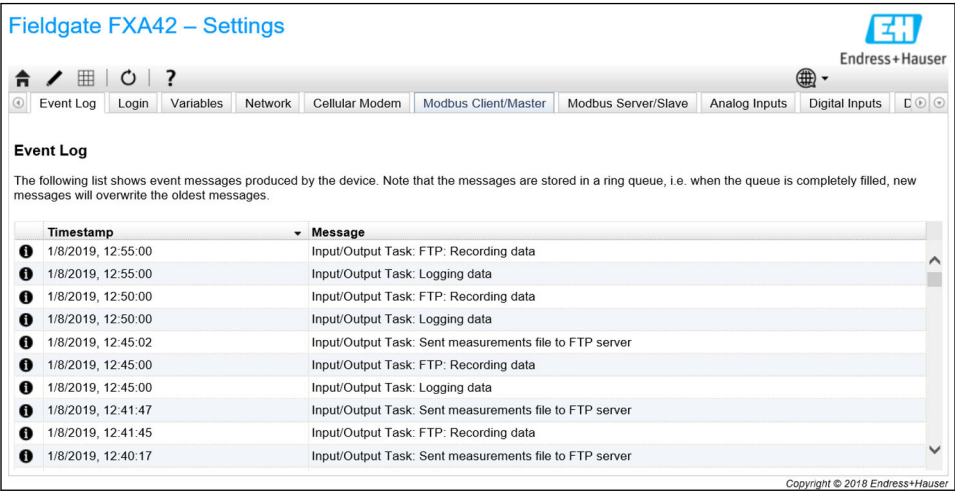 Fieldgate FXA42 – Settings
Endress+Hauser
Event Log Login Variables Network Cellular Modem Modbus Client/Master Modbus Server/Slave Analog Inputs Digital Inputs D
Event Log
The following list shows event messages produced by the device. Note that the messages are stored in a ring queue, i.e. when the queue is completely filled, new
messages will overwrite the oldest messages.
Timestamp Message
1/8/2019, 12:55:00 Input/Output Task: FTP: Recording data
1/8/2019, 12:55:00 Input/Output Task: Logging data
1/8/2019, 12:50:00 Input/Output Task: FTP: Recording data
1/8/2019, 12:50:00 Input/Output Task: Logging data
1/8/2019, 12:45:02 Input/Output Task: Sent measurements file to FTP server
1/8/2019, 12:45:00 Input/Output Task: FTP: Recording data
1/8/2019, 12:45:00 Input/Output Task: Logging data
1/8/2019, 12:41:47 Input/Output Task: Sent measurements file to FTP server
1/8/2019, 12:41:45 Input/Output Task: FTP: Recording data
1/8/2019, 12:40:17 Input/Output Task: Sent measurements file to FTP server
Copyright © 2018 Endress+Hauser